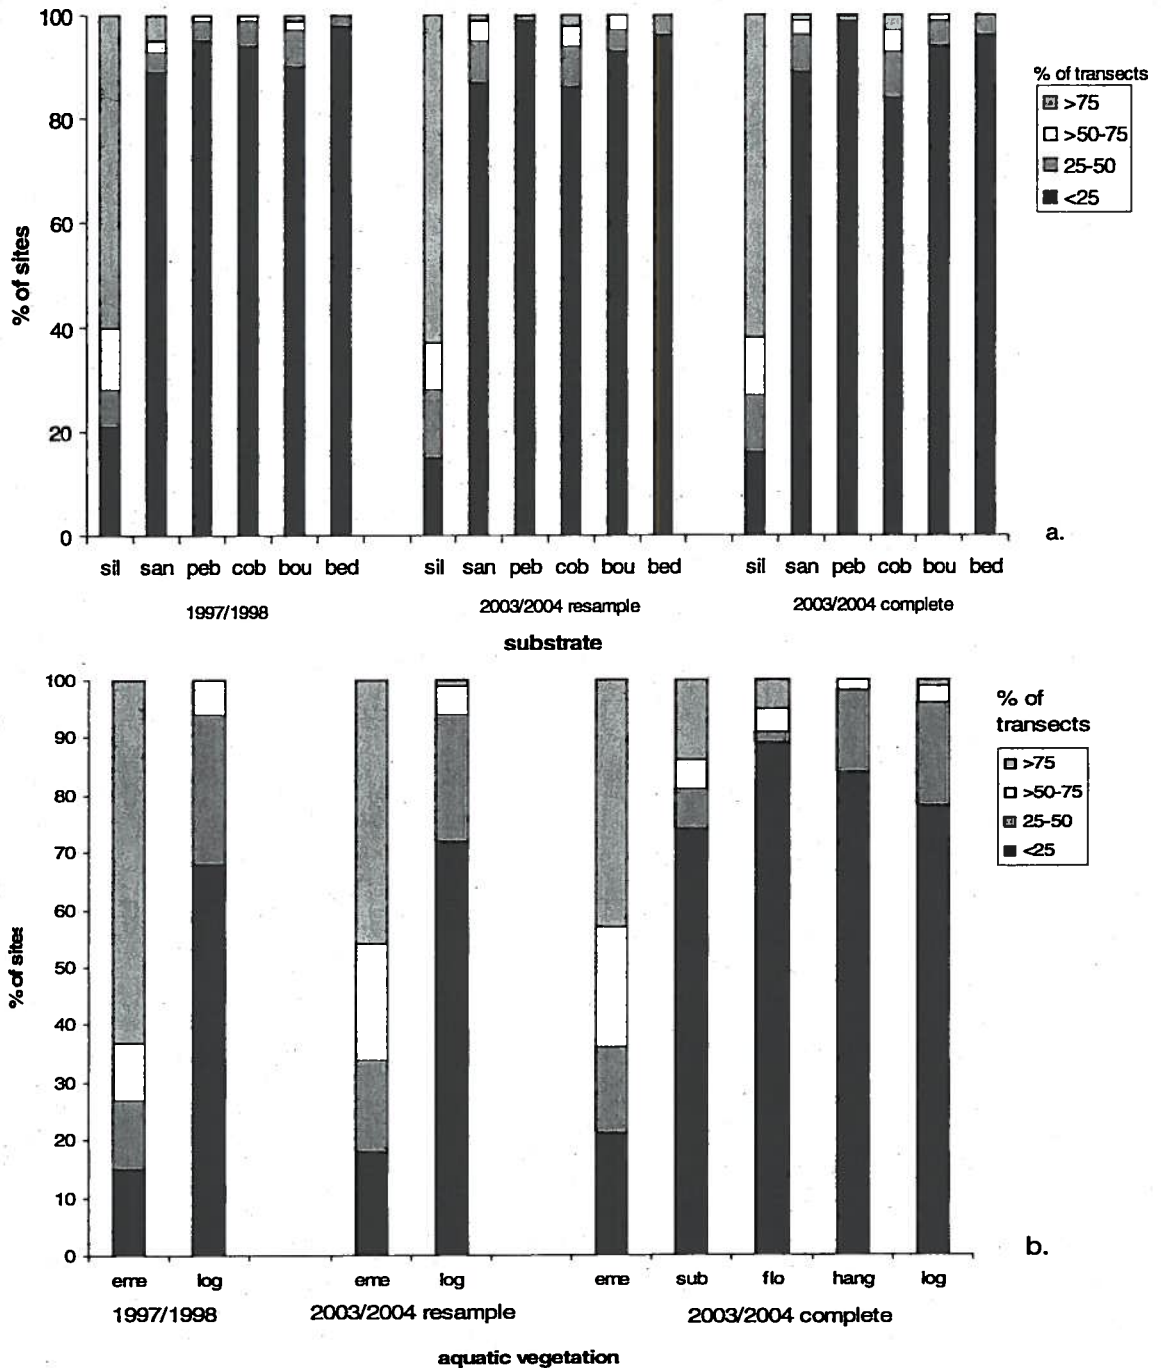 100
80
60
40
20
0
% of sites
% of transects
>75
>50-75
25-50
<25
a.
sil san peb cob bou bed sil san peb cob bou bed sil san peb cob bou bed
1997/1998 2003/2004 resample 2003/2004 complete
substrate
100
90
80
70
60
50
40
30
20
10
0
% of sites
% of
transects
>75
>50-75
25-50
<25
b.
eme log eme log eme sub flo hang log
1997/1998 2003/2004 resample 2003/2004 complete
aquatic vegetation